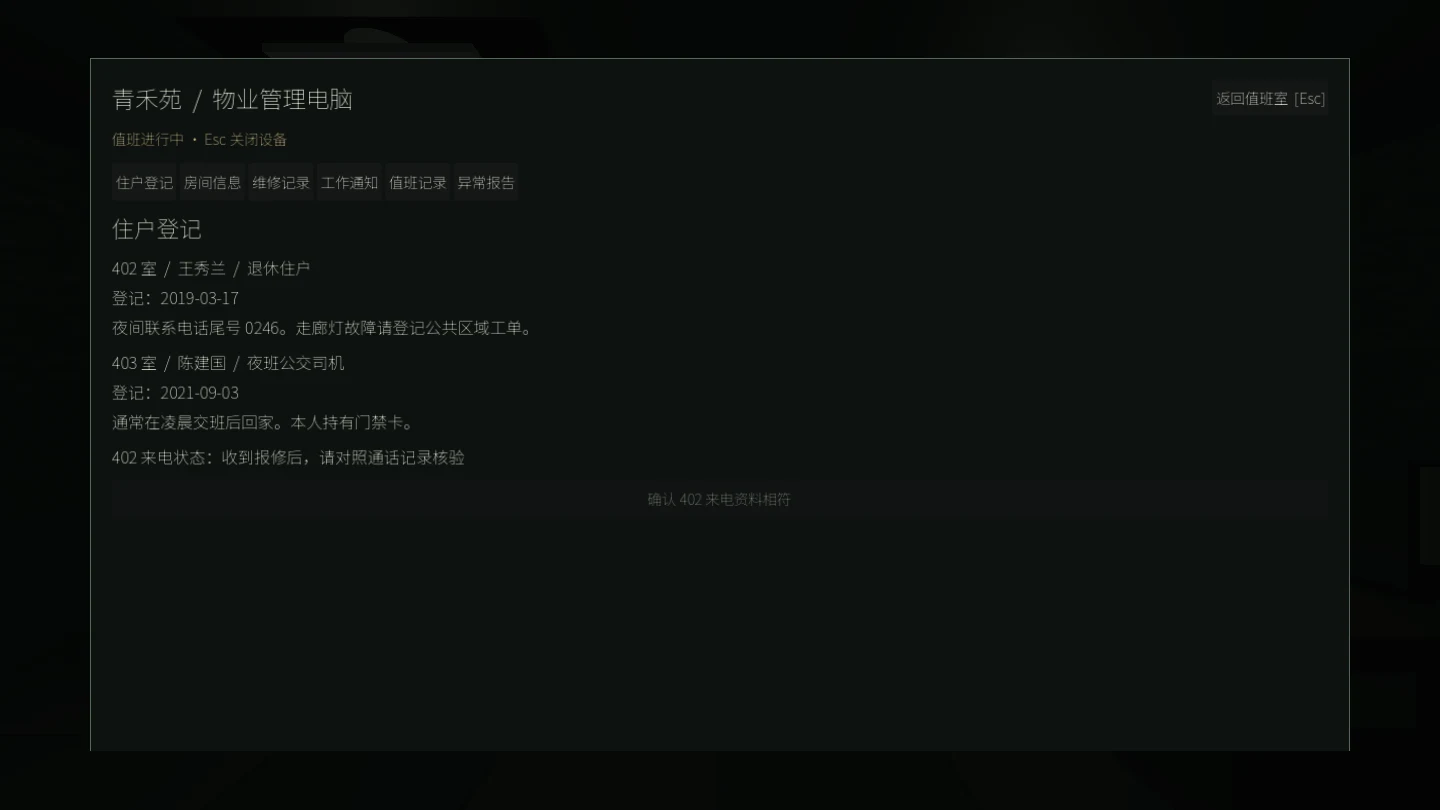 青禾苑 / 物业管理电脑
返回值班室 [Esc]
值班进行中 · Esc 关闭设备
住户登记 房间信息 维修记录 工作通知 值班记录 异常报告
住户登记
402 室 / 王秀兰 / 退休住户
登记：2019-03-17
夜间联系电话尾号 0246。走廊灯故障请登记公共区域工单。
403 室 / 陈建国 / 夜班公交司机
登记：2021-09-03
通常在凌晨交班后回家。本人持有门禁卡。
402 来电状态：收到报修后，请对照通话记录核验
确认 402 来电资料相符